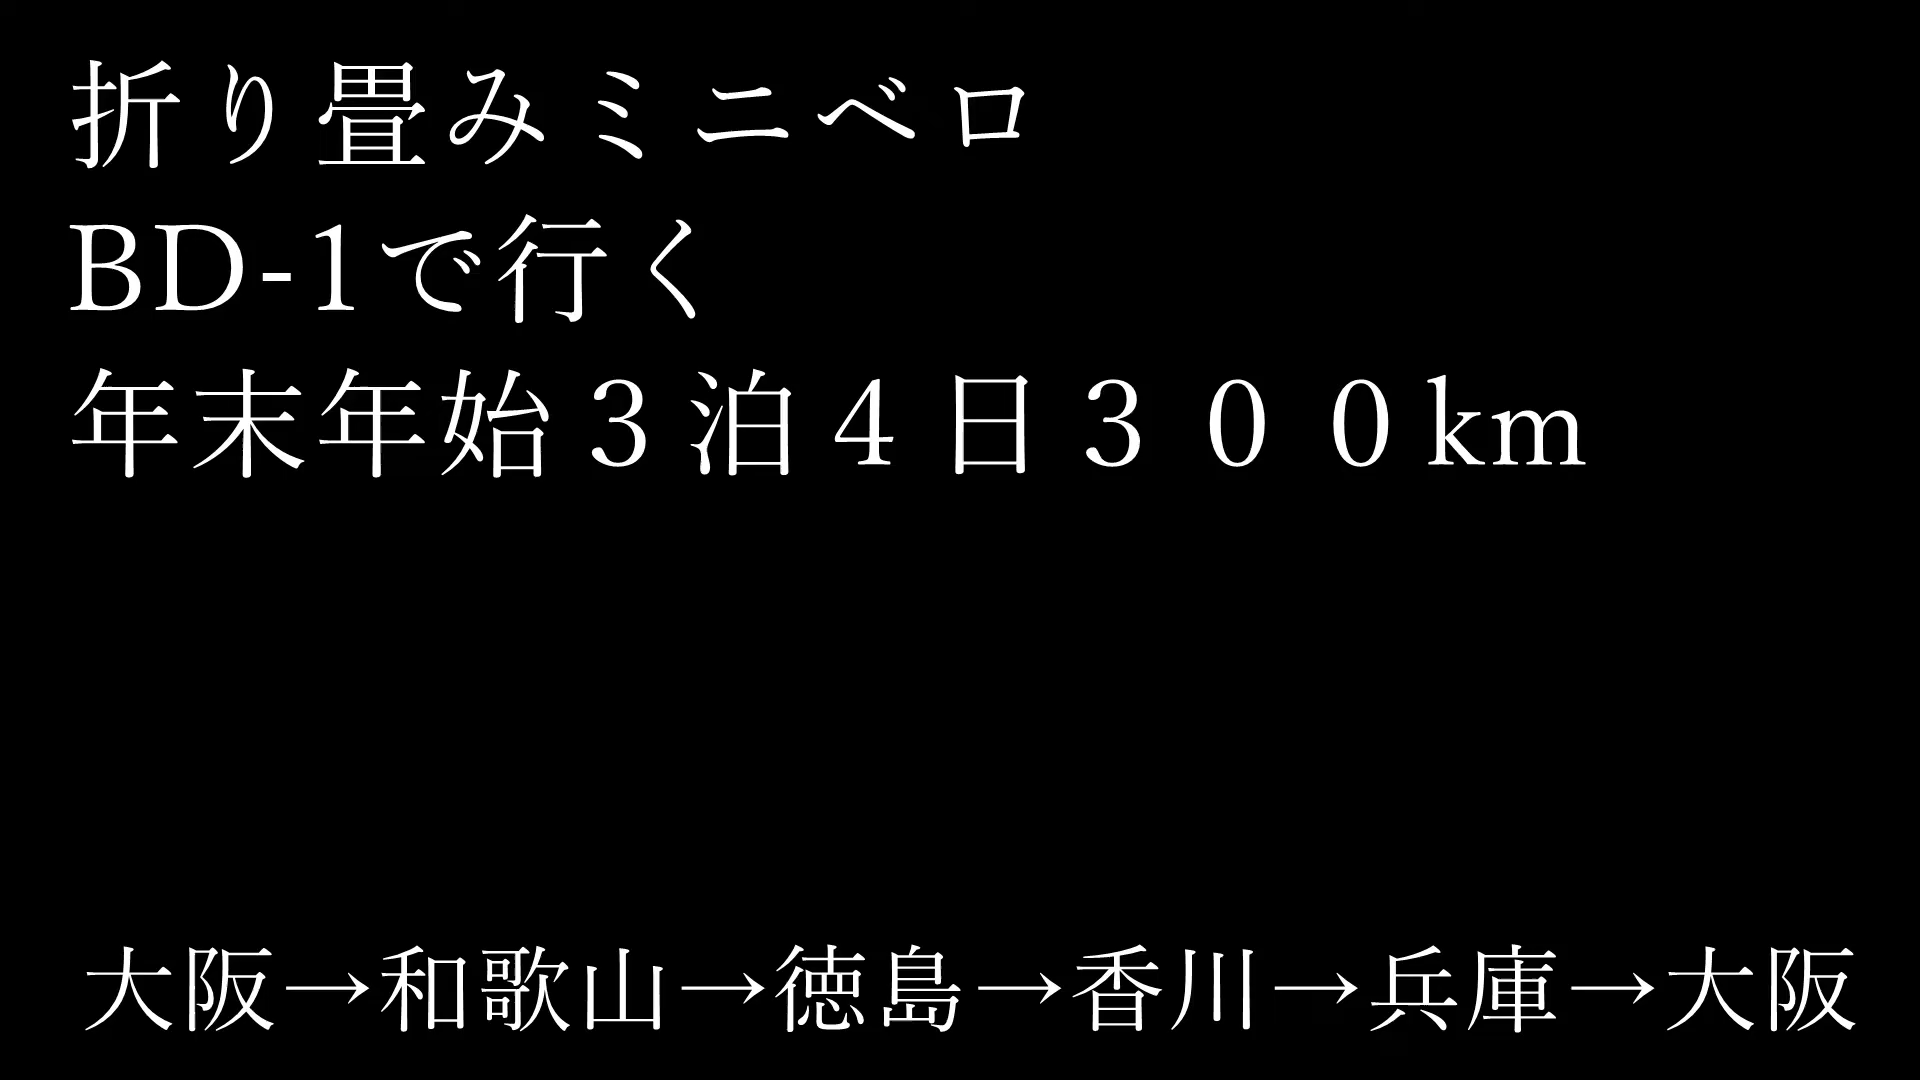 折り畳みミニベロ
BD-1で行く
年末年始３泊４日３００km
大阪→和歌山→徳島→香川→兵庫→大阪